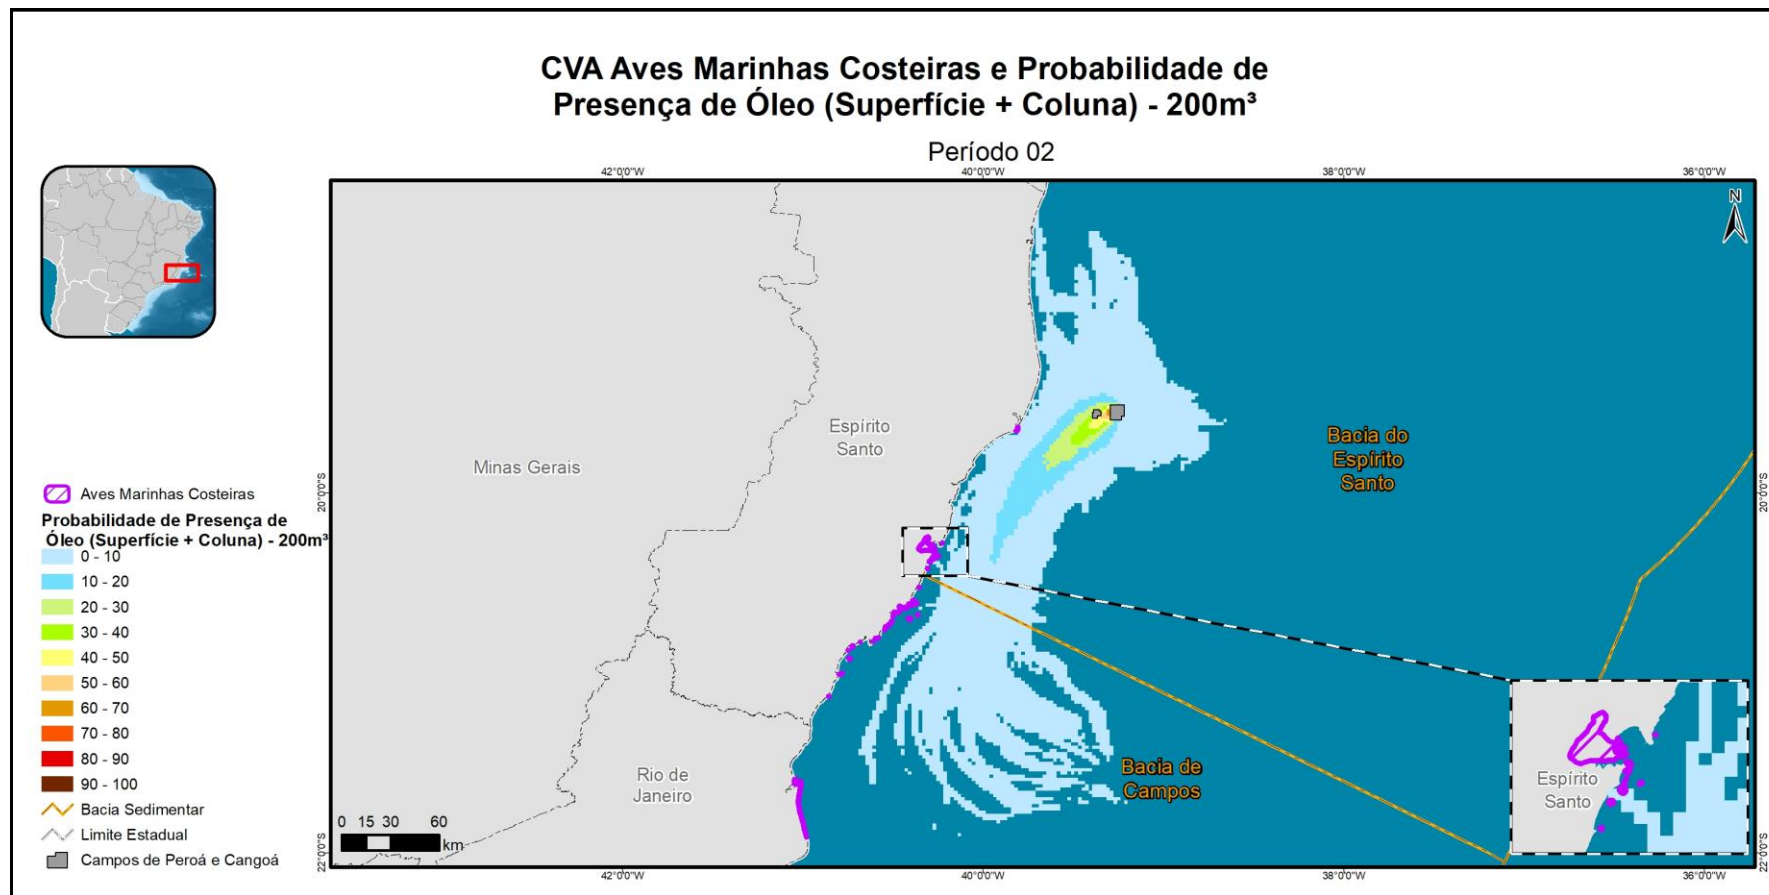 CVA Aves Marinhas Costeiras e Probabilidade de
Presença de Óleo (Superfície + Coluna) - 200m³
Período 02
42°0'0"W
40°0'0"W
38°0'0"W
36°0'0"W
N
Minas Gerais
Espírito
Santo
Bacia do
Espírito
Santo
20°0'0"S
20°0'0"S
Aves Marinhas Costeiras
Probabilidade de Presença de
Óleo (Superfície + Coluna) - 200m³
0 - 10
10 - 20
20 - 30
30 - 40
40 - 50
50 - 60
60 - 70
70 - 80
80 - 90
90 - 100
Bacia Sedimentar
Limite Estadual
Campos de Peroá e Cangoá
Rio de
Janeiro
Bacia de
Campos
Espírito
Santo
0 15 30 60
km
22°0'0"S
22°0'0"S
42°0'0"W
40°0'0"W
38°0'0"W
36°0'0"W